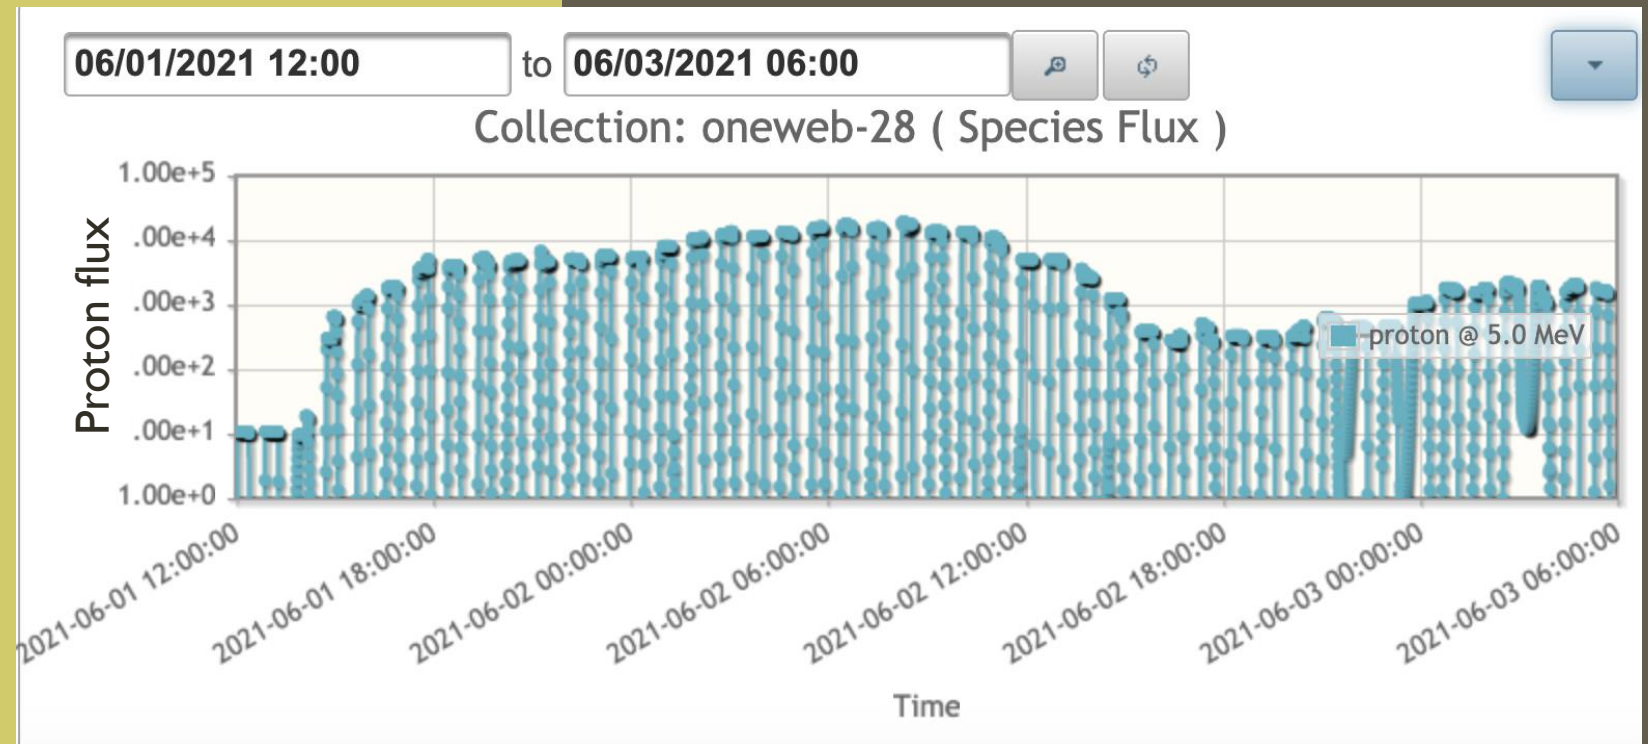 06/01/2021 12:00 to 06/03/2021 06:00
Collection: oneweb-28 ( Species Flux )
Proton flux
1.00e+5
.00e+4
.00e+3
.00e+2
.00e+1
1.00e+0
proton @ 5.0 MeV
2021-06-01 12:00:00
2021-06-01 18:00:00
2021-06-02 00:00:00
2021-06-02 06:00:00
2021-06-02 12:00:00
2021-06-02 18:00:00
2021-06-03 00:00:00
2021-06-03 06:00:00
Time